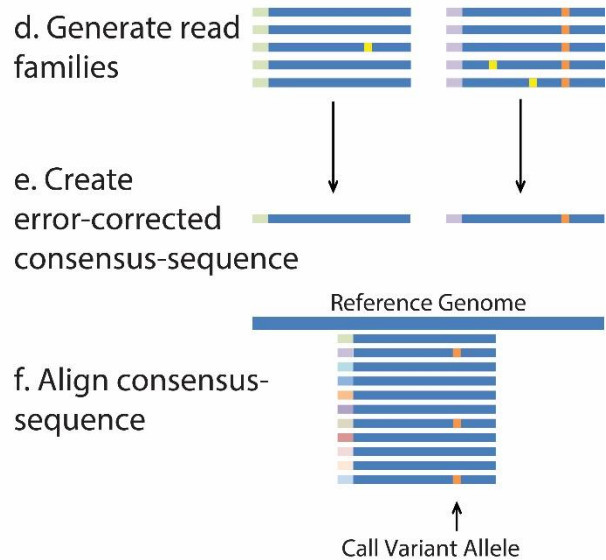 d. Generate read
families
e. Create
error-corrected
consensus-sequence
Reference Genome
f. Align consensus-
sequence
Call Variant Allele